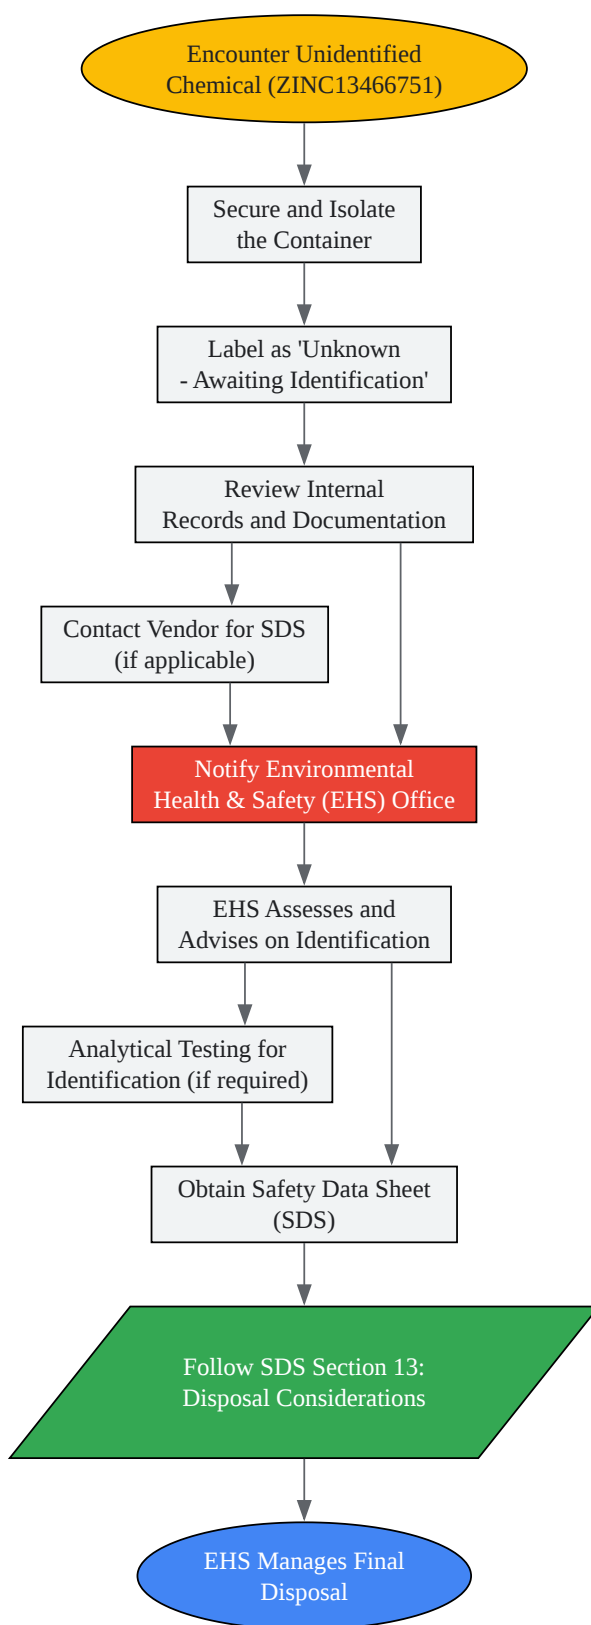 Encounter Unidentified
Chemical (ZINC13466751)
Secure and Isolate
the Container
Label as 'Unknown
- Awaiting Identification'
Review Internal
Records and Documentation
Contact Vendor for SDS
(if applicable)
Notify Environmental
Health & Safety (EHS) Office
EHS Assesses and
Advises on Identification
Analytical Testing for
Identification (if required)
Obtain Safety Data Sheet
(SDS)
Follow SDS Section 13:
Disposal Considerations
EHS Manages Final
Disposal